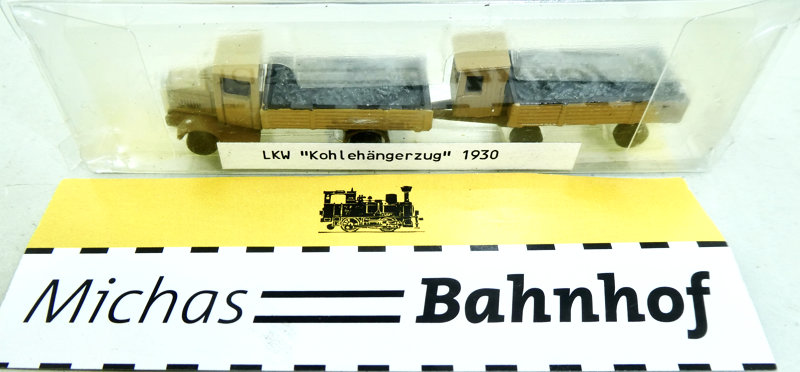 LKW "Kohlehängerzug" 1930
Michas Bahnhof